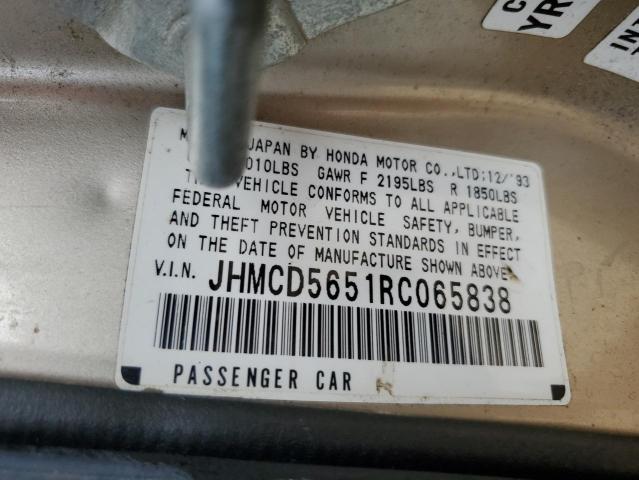 C
YR
INT
JAPAN BY HONDA MOTOR CO.,LTD;12/'93
010LBS GAWR F 2195LBS R 1850LBS
VEHICLE CONFORMS TO ALL APPLICABLE
FEDERAL MOTOR VEHICLE SAFETY, BUMPER,
AND THEFT PREVENTION STANDARDS IN EFFECT
ON THE DATE OF MANUFACTURE SHOWN ABOVE
V.I.N. JHMCD5651RC065838
PASSENGER CAR